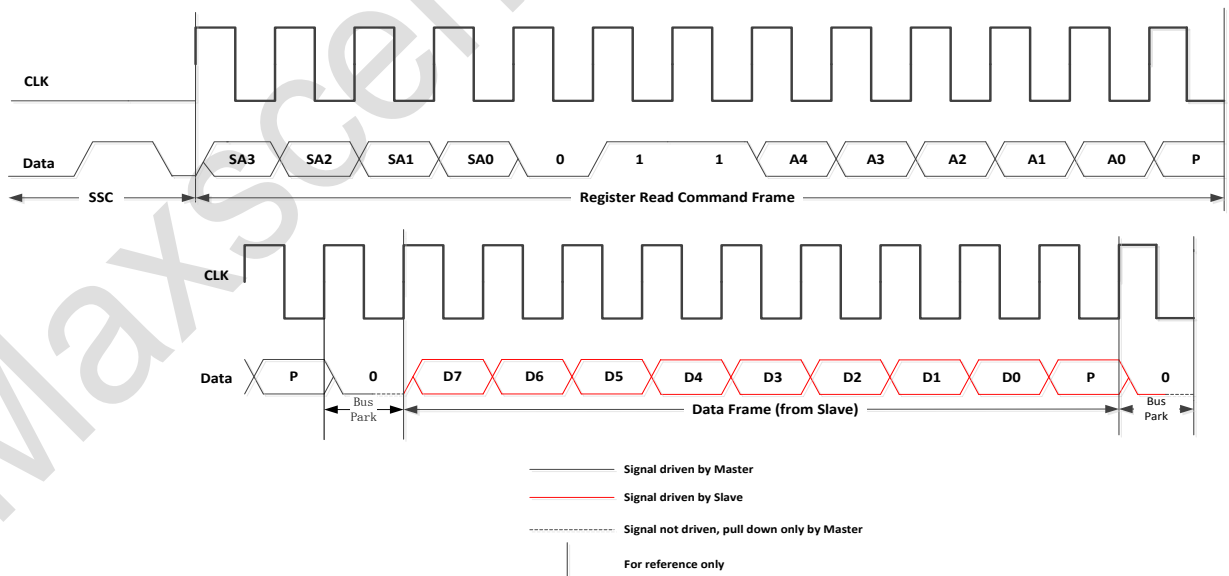 CLK
Data SA3 SA2 SA1 SA0 0 1 1 A4 A3 A2 A1 A0 P
SSC Register Read Command Frame
CLK
Data P 0 D7 D6 D5 D4 D3 D2 D1 D0 P 0
Bus Park Data Frame (from Slave) Bus Park
Signal driven by Master
Signal driven by Slave
Signal not driven, pull down only by Master
For reference only